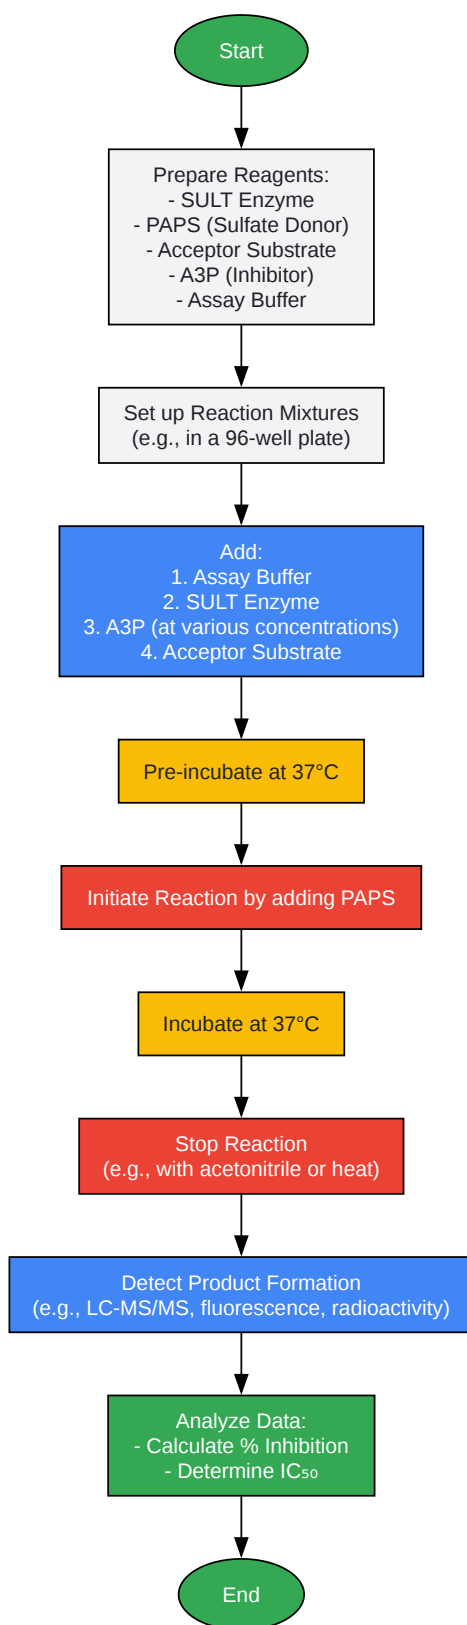 Start
Prepare Reagents:
- SULT Enzyme
- PAPS (Sulfate Donor)
- Acceptor Substrate
- A3P (Inhibitor)
- Assay Buffer
Set up Reaction Mixtures
(e.g., in a 96-well plate)
Add:
1. Assay Buffer
2. SULT Enzyme
3. A3P (at various concentrations)
4. Acceptor Substrate
Pre-incubate at 37°C
Initiate Reaction by adding PAPS
Incubate at 37°C
Stop Reaction
(e.g., with acetonitrile or heat)
Detect Product Formation
(e.g., LC-MS/MS, fluorescence, radioactivity)
Analyze Data:
- Calculate % Inhibition
- Determine IC₅₀
End